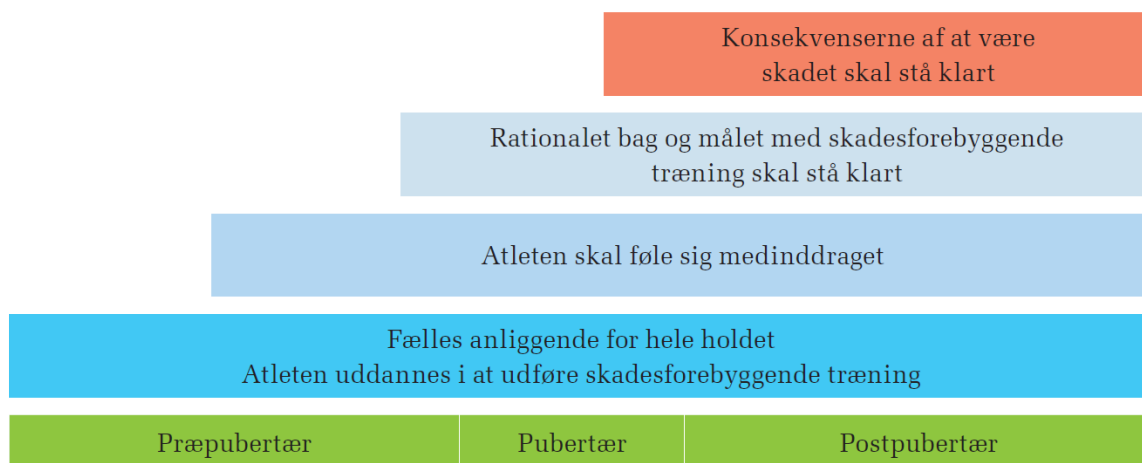 Konsekvenserne af at være
skadet skal stå klart
Rationalet bag og målet med skadesforebyggende
træning skal stå klart
Atleten skal føle sig medinddraget
Fælles anliggende for hele holdet
Atleten uddannes i at udføre skadesforebyggende træning
Præpubertær
Pubertær
Postpubertær